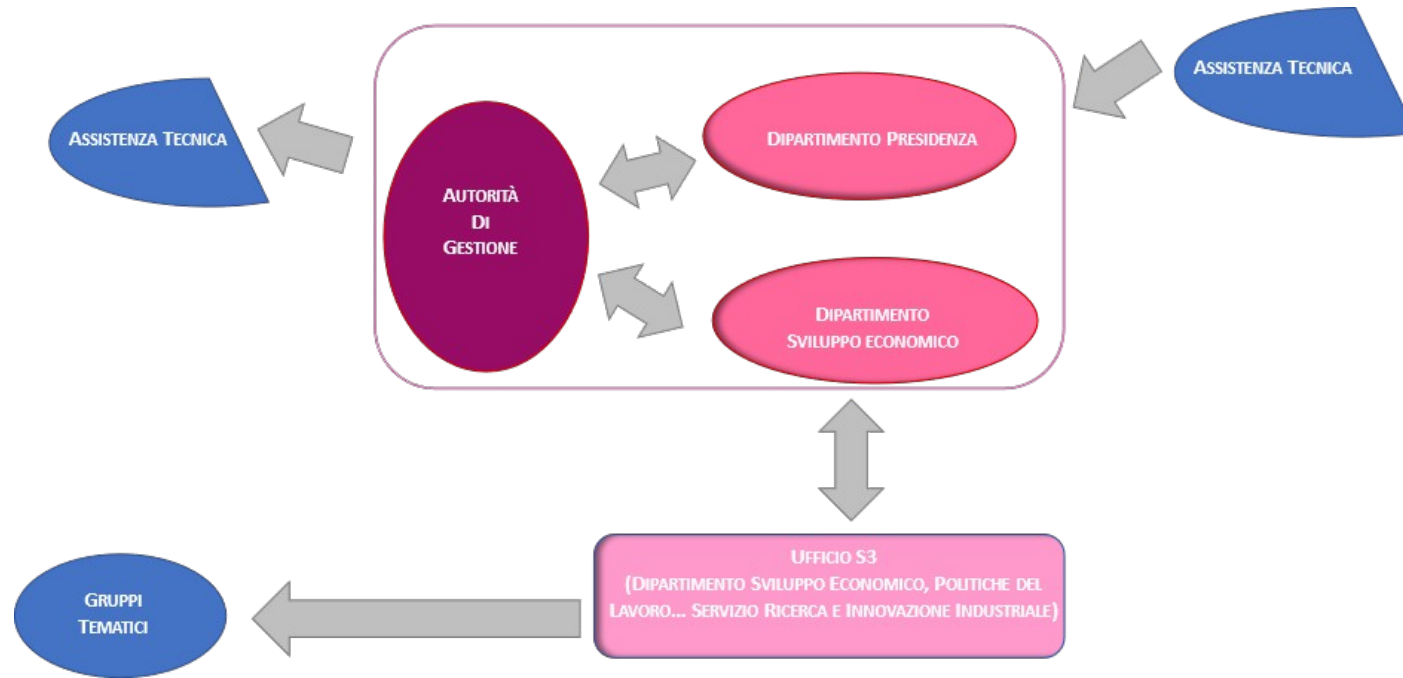 ASSISTENZA TECNICA
ASSISTENZA TECNICA
DIPARTIMENTO PRESIDENZA
AUTORITÀ
DI
GESTIONE
DIPARTIMENTO
SVILUPPO ECONOMICO
UFFICIO S3
(DIPARTIMENTO SVILUPPO ECONOMICO, POLITICHE DEL
LAVORO... SERVIZIO RICERCA E INNOVAZIONE INDUSTRIALE)
GRUPPI
TEMATICI